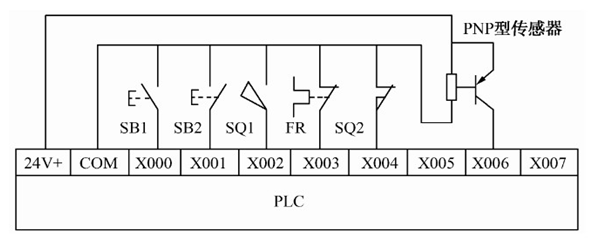 PNP型传感器
SB1 SB2 SQ1 FR SQ2
24V+ COM X000 X001 X002 X003 X004 X005 X006 X007
PLC